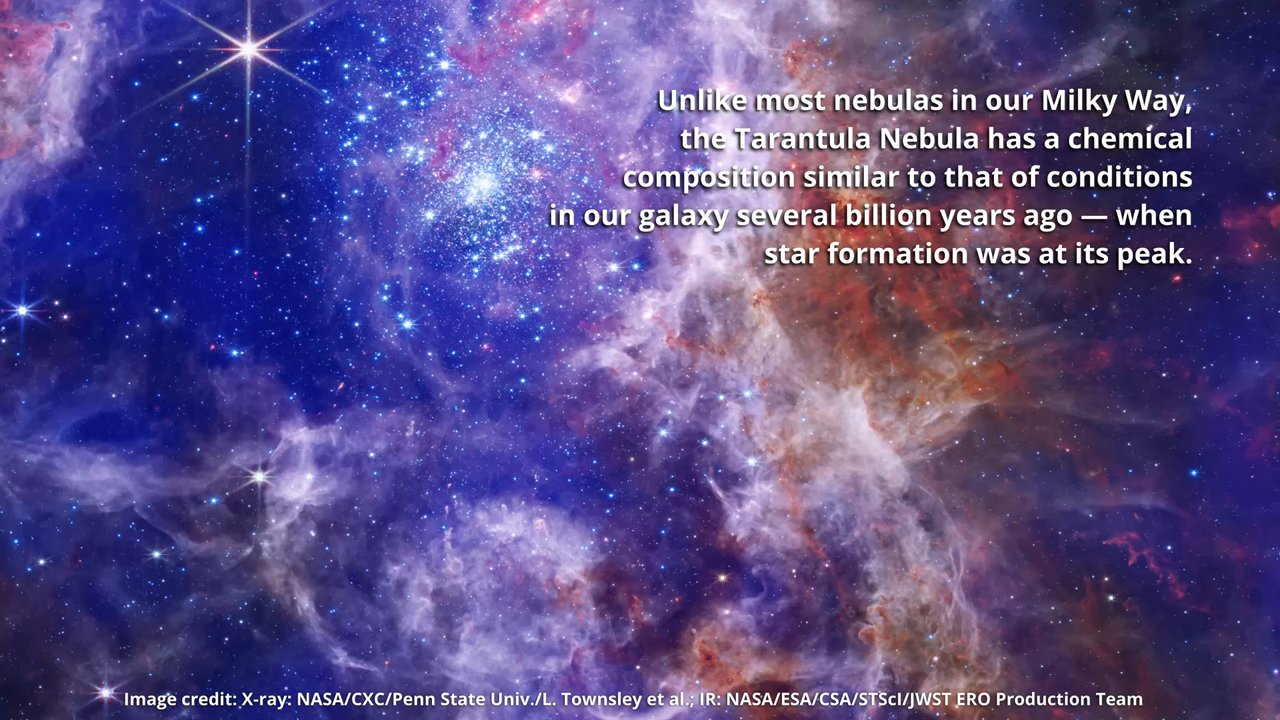 Unlike most nebulas in our Milky Way,
the Tarantula Nebula has a chemical
composition similar to that of conditions
in our galaxy several billion years ago — when
star formation was at its peak.
Image credit: X-ray: NASA/CXC/Penn State Univ./L. Townsley et al.; IR: NASA/ESA/CSA/STScI/JWST ERO Production Team